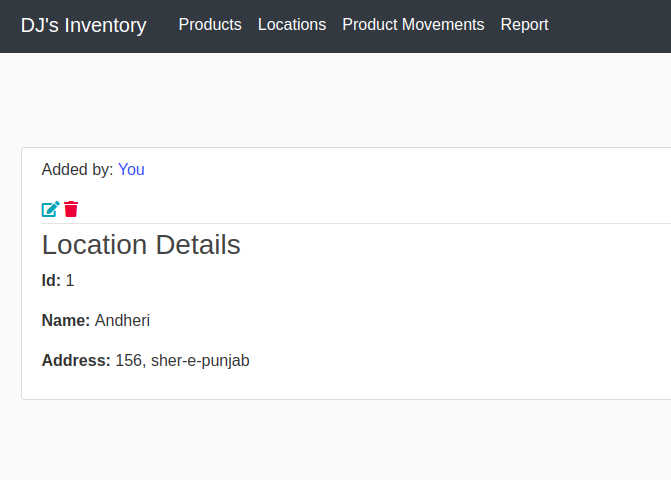 DJ's Inventory Products Locations Product Movements Report
Added by: You
Location Details
Id: 1
Name: Andheri
Address: 156, sher-e-punjab